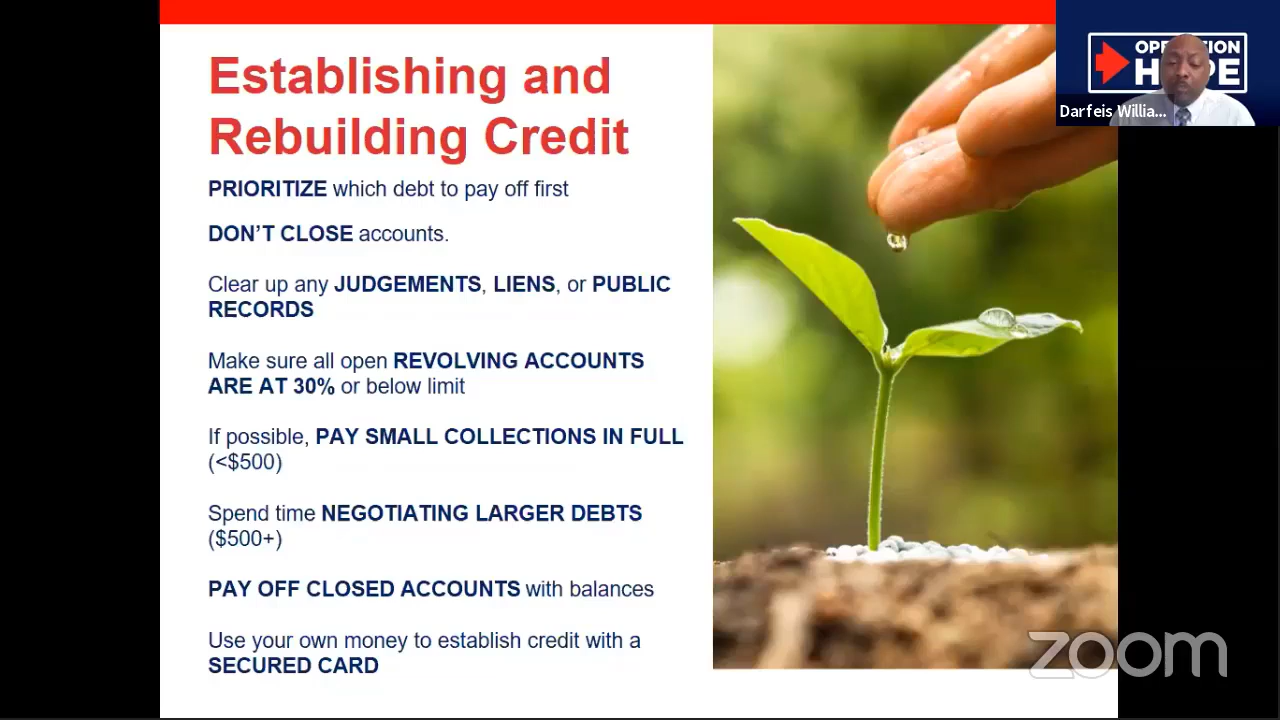 Establishing and
Rebuilding Credit
PRIORITIZE which debt to pay off first
DON’T CLOSE accounts.
Clear up any JUDGEMENTS, LIENS, or PUBLIC
RECORDS
Make sure all open REVOLVING ACCOUNTS
ARE AT 30% or below limit
If possible, PAY SMALL COLLECTIONS IN FULL
(<$500)
Spend time NEGOTIATING LARGER DEBTS
($500+)
PAY OFF CLOSED ACCOUNTS with balances
Use your own money to establish credit with a
SECURED CARD
Darfeis Willia...
zoom